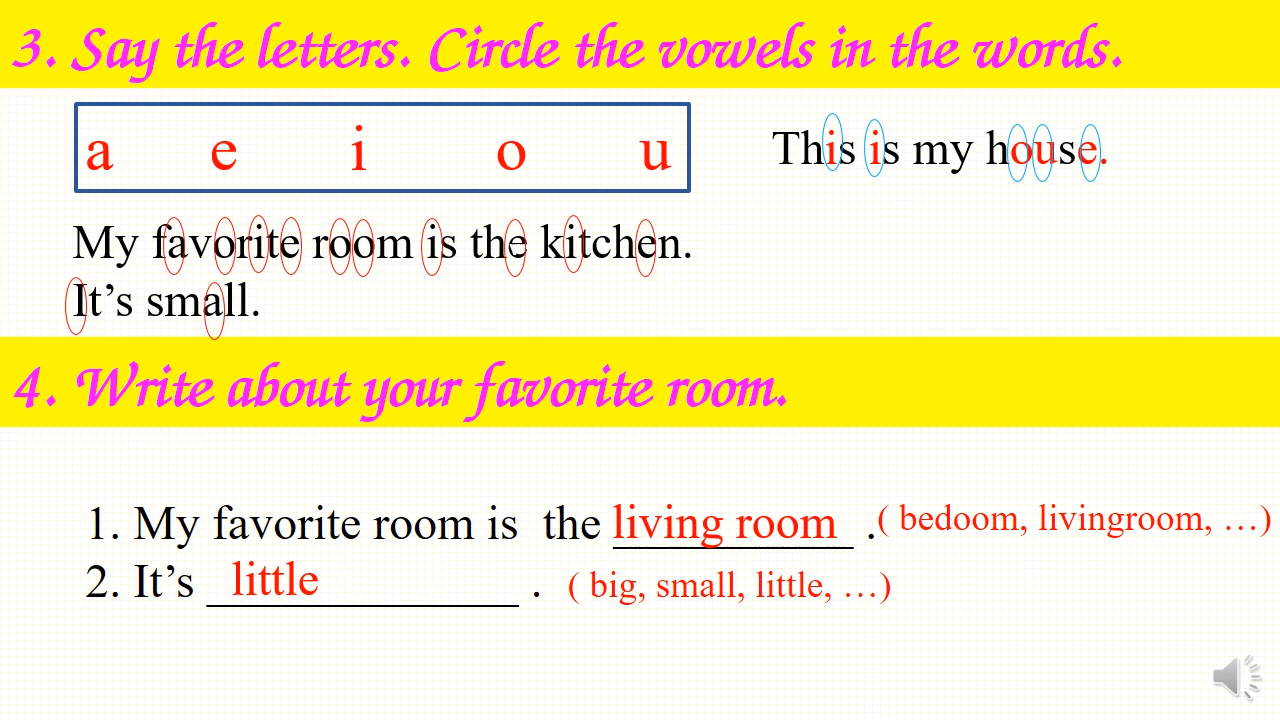 3. Say the letters. Circle the vowels in the words.
a e i o u
This is my house.
My favorite room is the kitchen.
It’s small.
4. Write about your favorite room.
1. My favorite room is the living room . ( bedoom, livingroom, …)
2. It’s little . ( big, small, little, …)